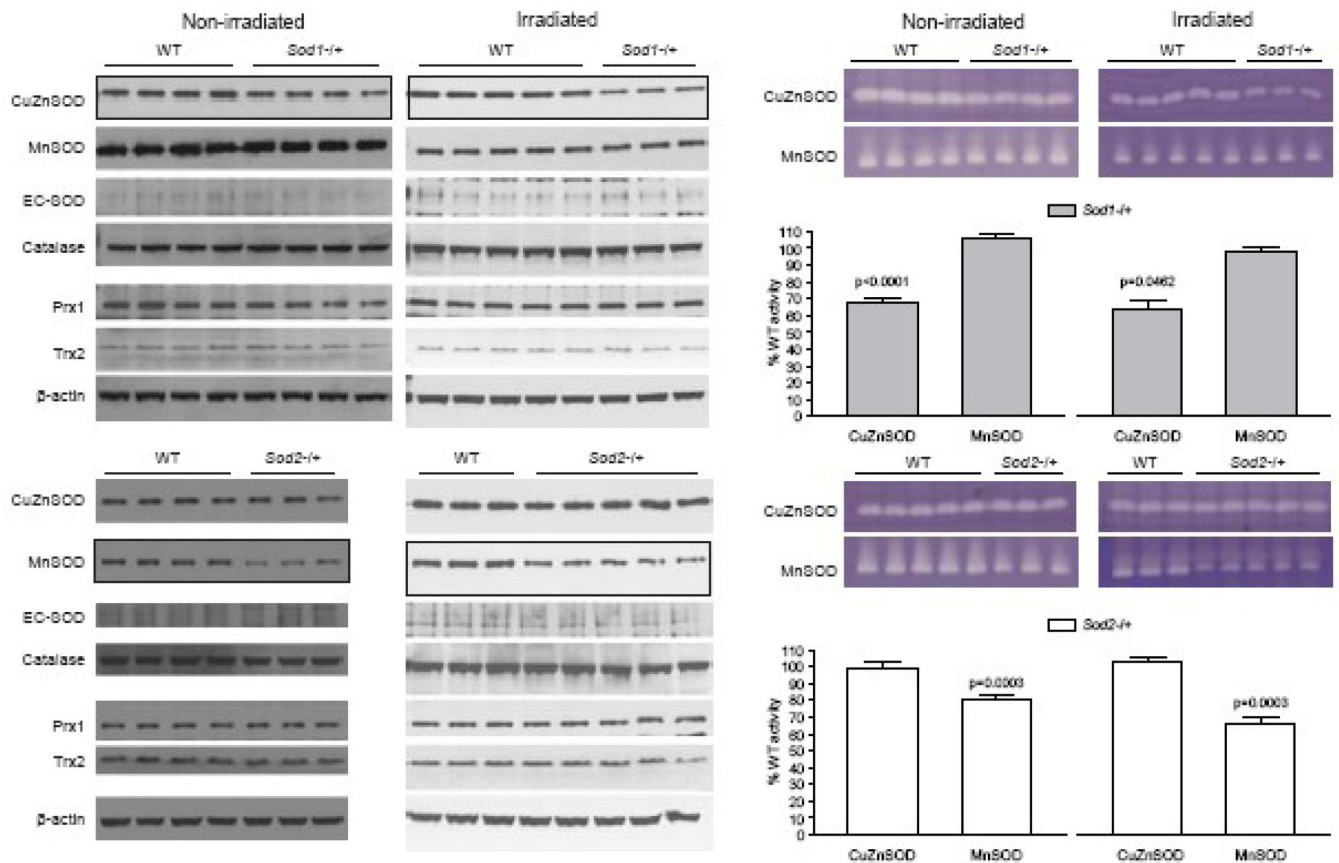 Non-irradiated
Irradiated
WT
Sod1-/+
WT
Sod1-/+
CuZnSOD
MnSOD
EC-SOD
Catalase
Prx1
Trx2
β-actin
WT
Sod2-/+
WT
Sod2-/+
CuZnSOD
MnSOD
EC-SOD
Catalase
Prx1
Trx2
β-actin
Non-irradiated
Irradiated
WT
Sod1-/+
WT
Sod1-/+
CuZnSOD
MnSOD
Sod1-/+
% WT activity
110
100
90
80
70
60
50
40
30
20
10
0
p<0.0001
p=0.0462
CuZnSOD
MnSOD
CuZnSOD
MnSOD
WT
Sod2-/+
WT
Sod2-/+
CuZnSOD
MnSOD
Sod2-/+
% WT activity
110
100
90
80
70
60
50
40
30
20
10
0
p=0.0003
p=0.0003
CuZnSOD
MnSOD
CuZnSOD
MnSOD